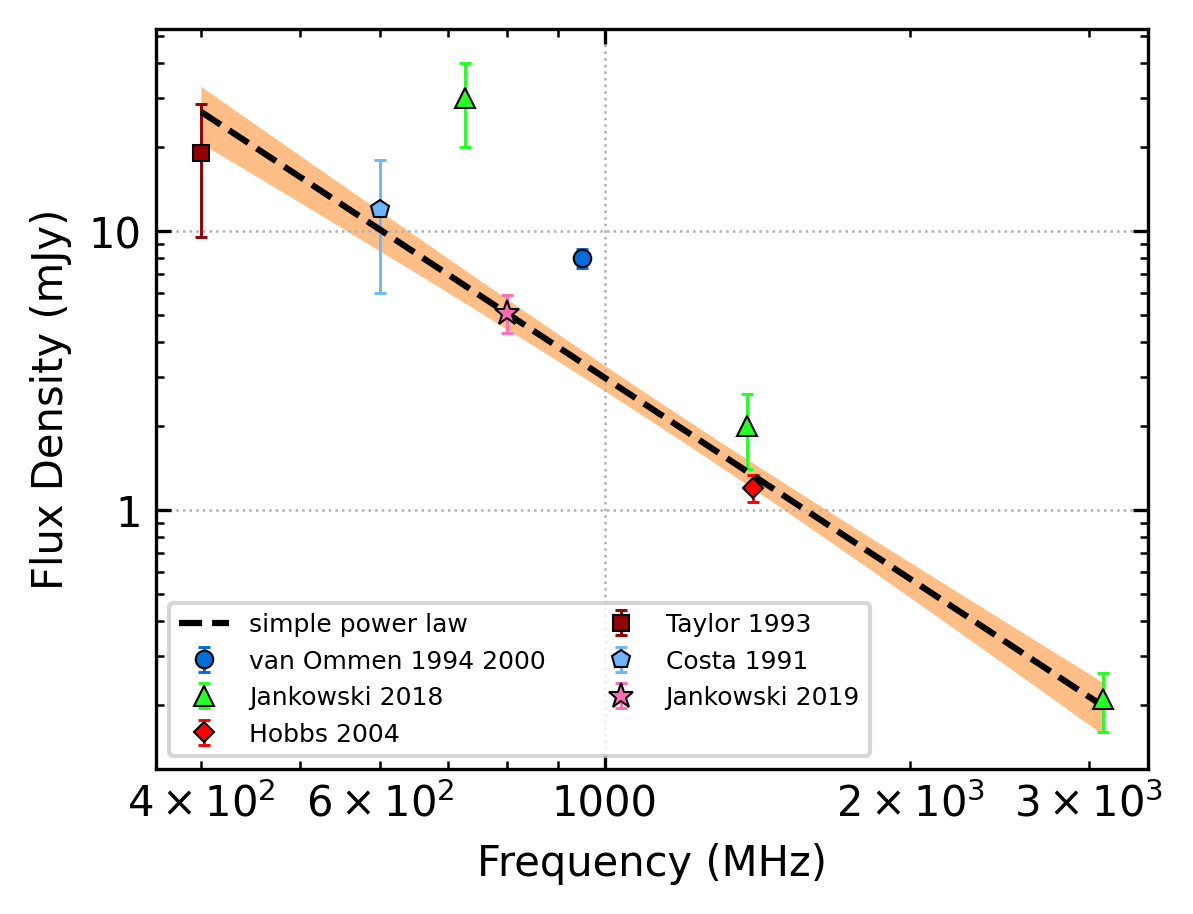 Flux Density (mJy)
10
1
simple power law
van Ommen 1994 2000
Jankowski 2018
Hobbs 2004
Taylor 1993
Costa 1991
Jankowski 2019
4 × 10² 6 × 10² 1000 2 × 10³ 3 × 10³
Frequency (MHz)